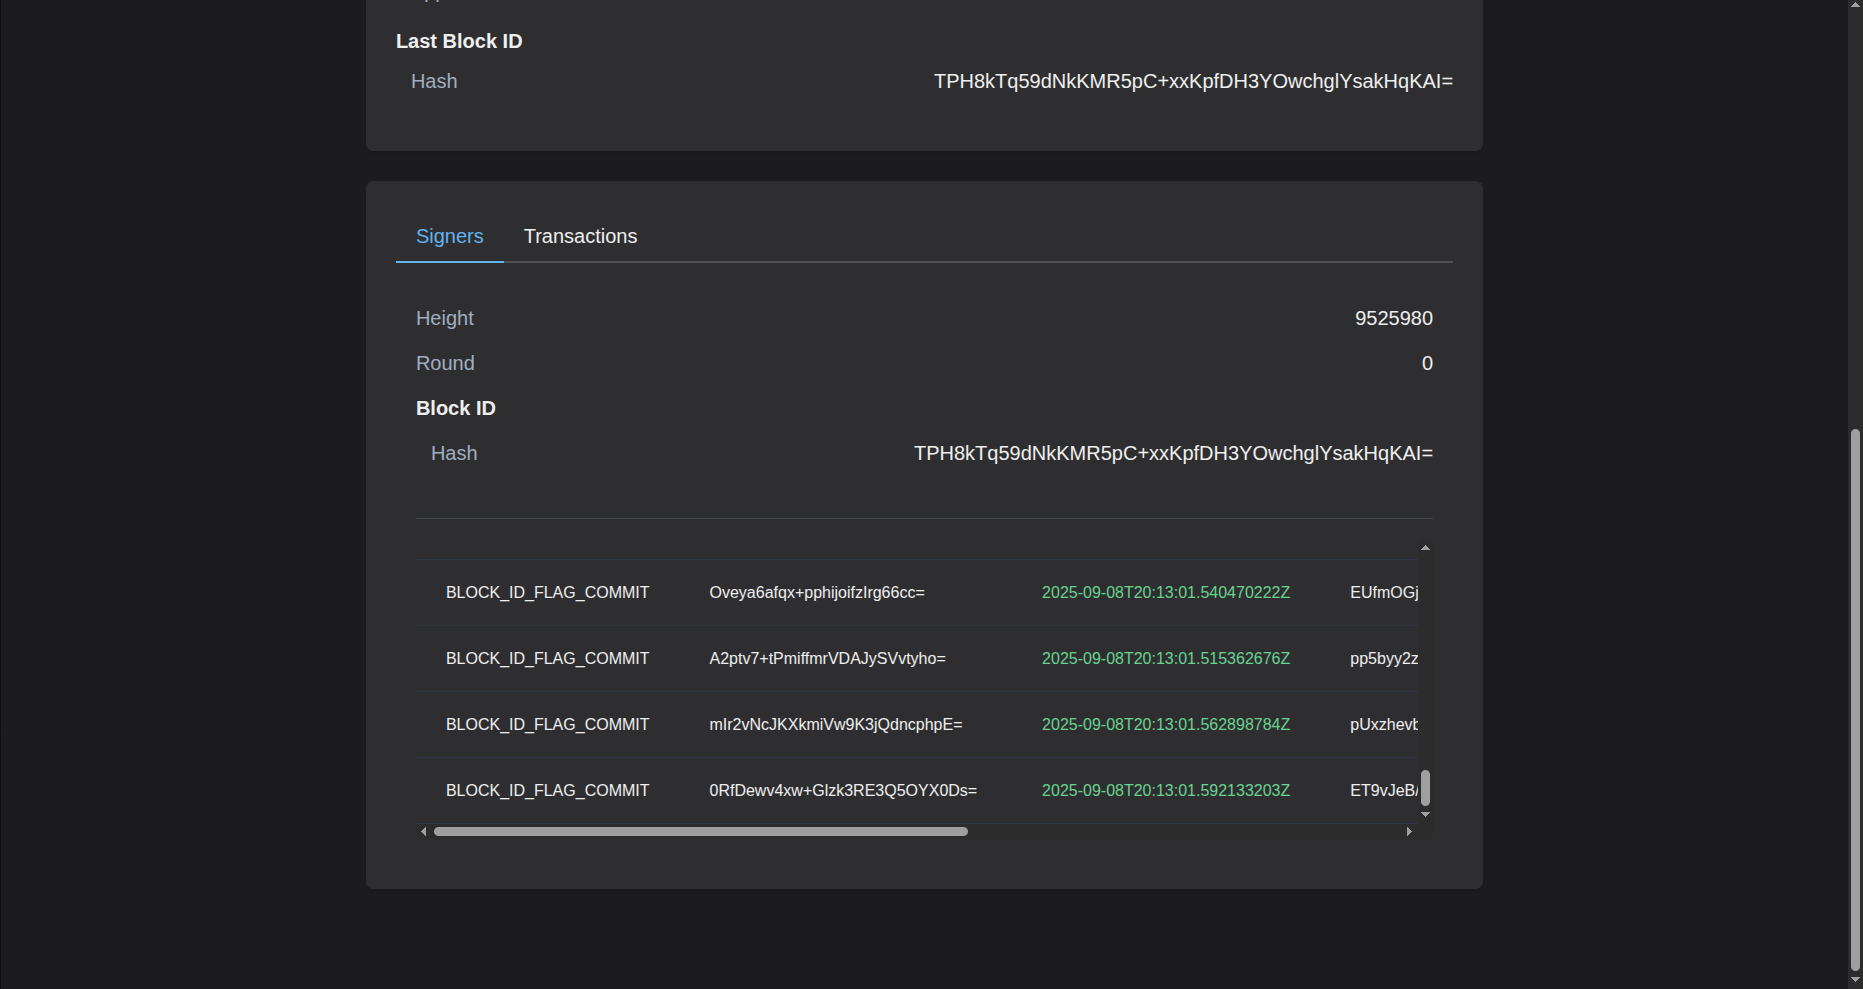 Last Block ID
Hash TPH8kTq59dNkKMR5pC+xxKpfDH3YOwchglYsakHqKAI=
Signers Transactions
Height 9525980
Round 0
Block ID
Hash TPH8kTq59dNkKMR5pC+xxKpfDH3YOwchglYsakHqKAI=
BLOCK_ID_FLAG_COMMIT Oveya6afqx+pphijoifzIrg66cc= 2025-09-08T20:13:01.540470222Z EUfmOGj
BLOCK_ID_FLAG_COMMIT A2ptv7+tPmiffmrVDAJySVvtyho= 2025-09-08T20:13:01.515362676Z pp5byy2z
BLOCK_ID_FLAG_COMMIT mIr2vNcJKXkmiVw9K3jQdncphpE= 2025-09-08T20:13:01.562898784Z pUxzhevb
BLOCK_ID_FLAG_COMMIT 0RfDewv4xw+Glzk3RE3Q5OYX0Ds= 2025-09-08T20:13:01.592133203Z ET9vJeB/